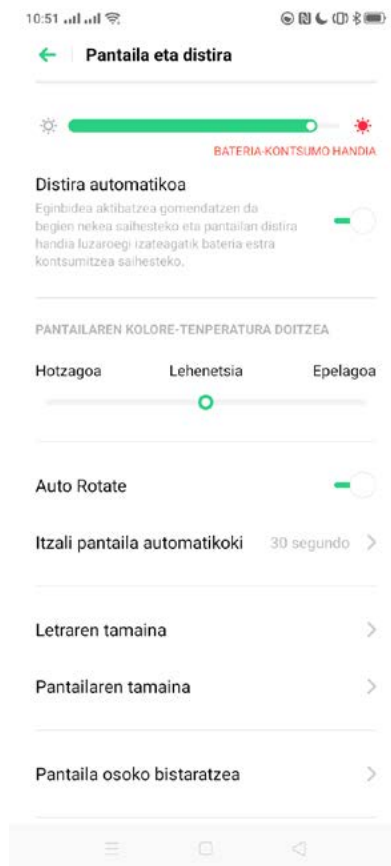 10:51
Pantaila eta distira
BATERIA-KONTSUMO HANDIA
Distira automatikoa
Eginbidea aktibatzea gomendatzen da
begien nekea saihesteko eta pantailan distira
handia luzaroegi izateagatik bateria estra
kontsumitzea saihesteko.
PANTAILAREN KOLORE-TENPERATURA DOITZEA
Hotzagoa Lehenetsia Epelagoa
Auto Rotate
Itzali pantaila automatikoki 30 segundo
Letraren tamaina
Pantailaren tamaina
Pantaila osoko bistaratzea